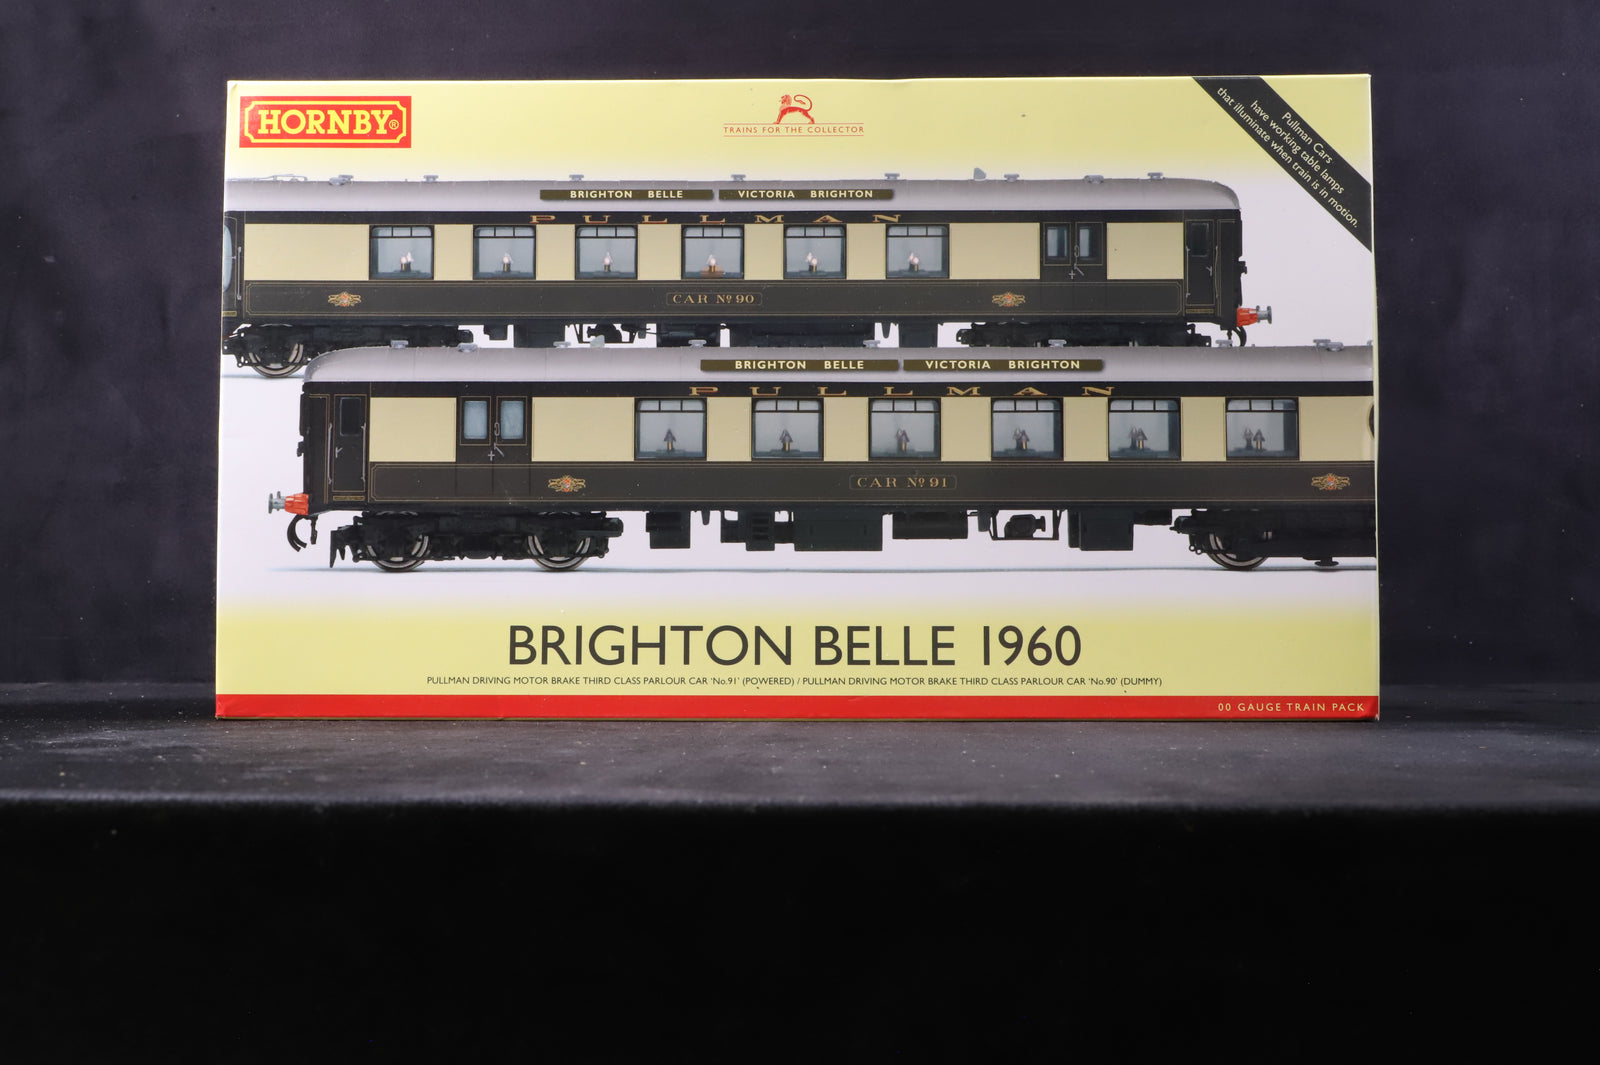 HORNBY®
TRAINS FOR THE COLLECTOR
Pullman Cars
have working table lamps
that illuminate when train is in motion.
BRIGHTON BELLE VICTORIA BRIGHTON
PULLMAN
CAR Nº 90
BRIGHTON BELLE VICTORIA BRIGHTON
PULLMAN
CAR Nº 91
BRIGHTON BELLE 1960
PULLMAN DRIVING MOTOR BRAKE THIRD CLASS PARLOUR CAR 'No.91' (POWERED) / PULLMAN DRIVING MOTOR BRAKE THIRD CLASS PARLOUR CAR 'No.90' (DUMMY)
00 GAUGE TRAIN PACK